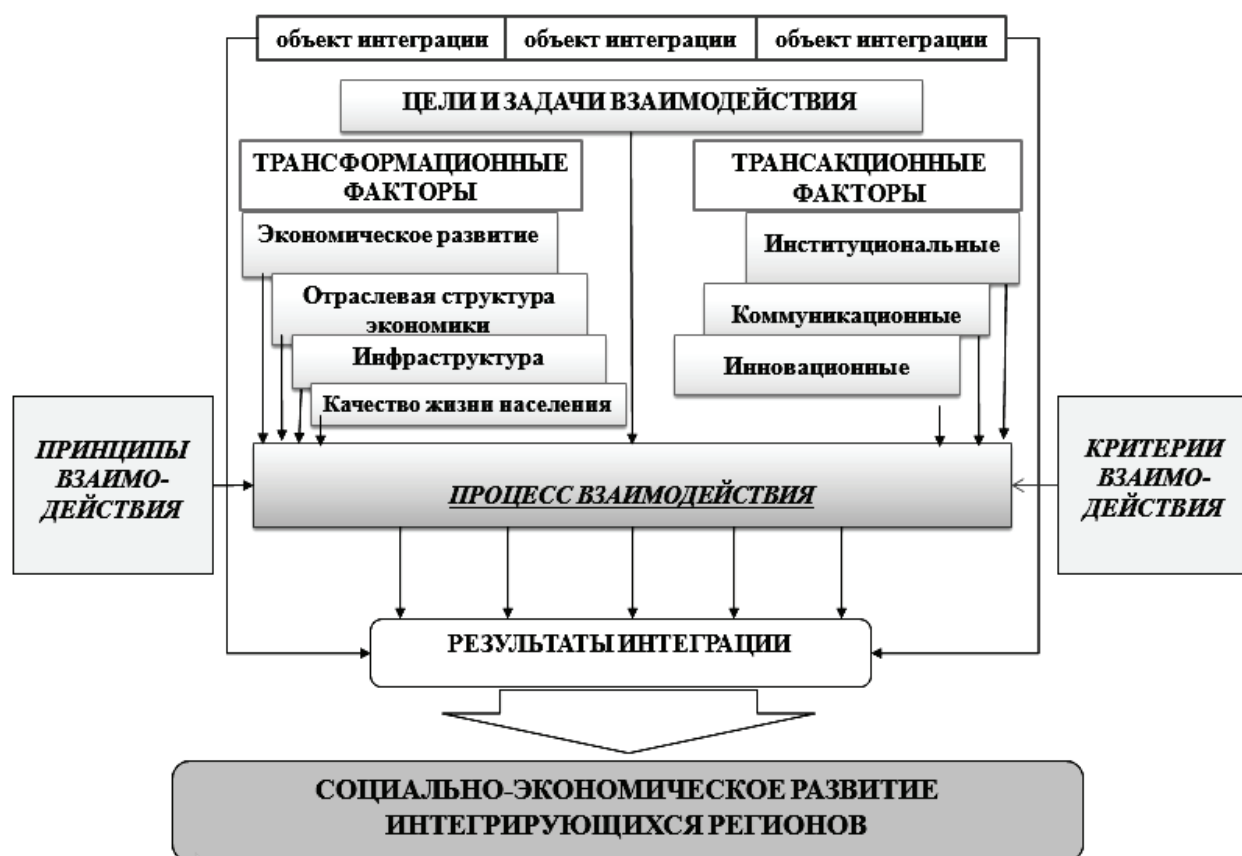 объект интеграции объект интеграции объект интеграции
ЦЕЛИ И ЗАДАЧИ ВЗАИМОДЕЙСТВИЯ
ТРАНСФОРМАЦИОННЫЕ
ФАКТОРЫ
Экономическое развитие
Отраслевая структура
экономики
Инфраструктура
Качество жизни населения
ТРАНСАКЦИОННЫЕ
ФАКТОРЫ
Институциональные
Коммуникационные
Инновационные
ПРИНЦИПЫ
ВЗАИМО-
ДЕЙСТВИЯ
ПРОЦЕСС ВЗАИМОДЕЙСТВИЯ
КРИТЕРИИ
ВЗАИМО-
ДЕЙСТВИЯ
РЕЗУЛЬТАТЫ ИНТЕГРАЦИИ
СОЦИАЛЬНО-ЭКОНОМИЧЕСКОЕ РАЗВИТИЕ
ИНТЕГРИРУЮЩИХСЯ РЕГИОНОВ